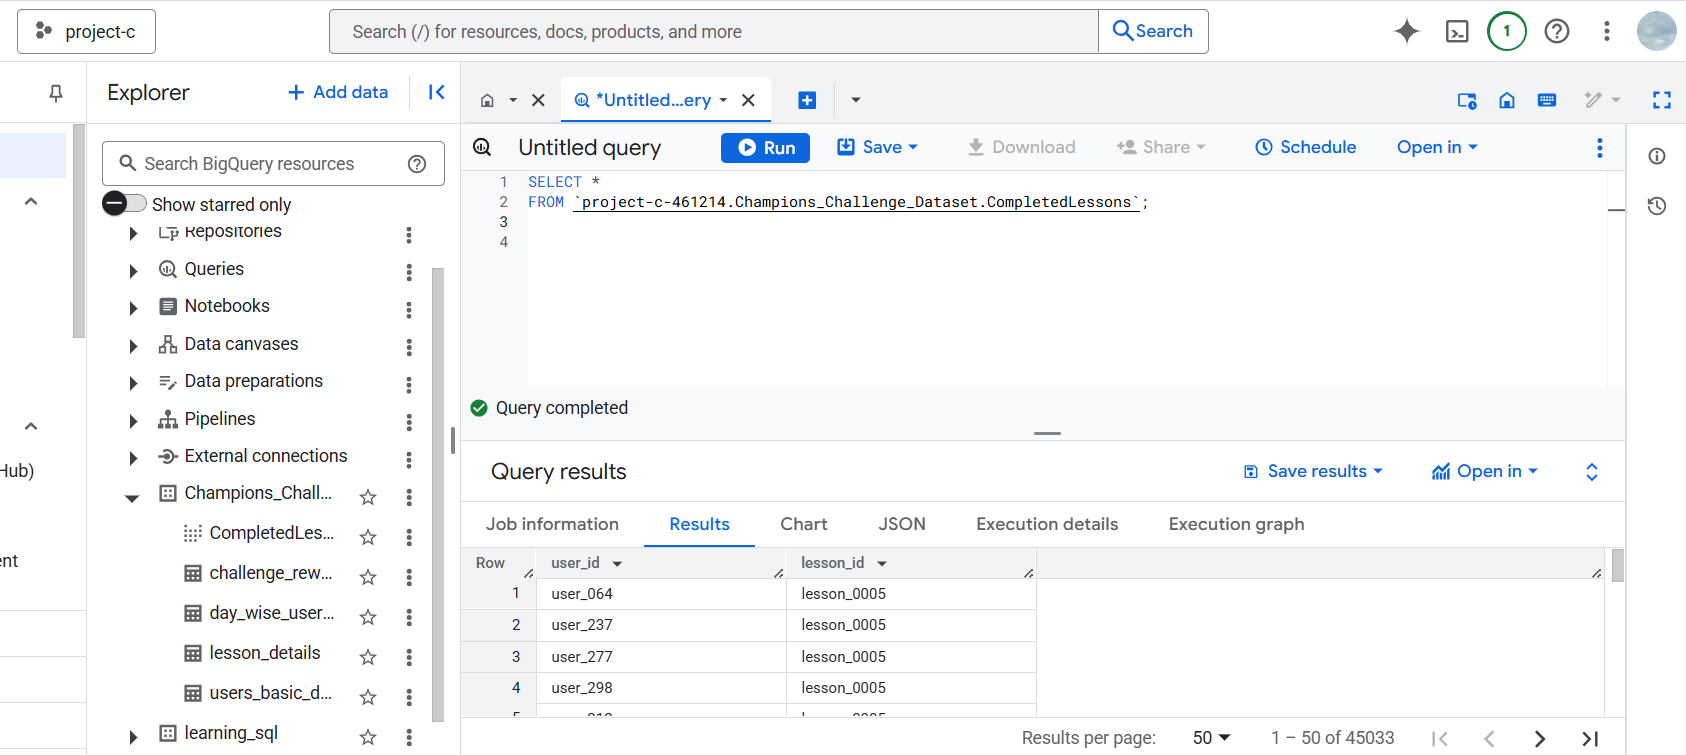 project-c
Search (/) for resources, docs, products, and more
Search
1
Explorer
Add data
*Untitled...ery
Search BigQuery resources
Show starred only
Repositories
Queries
Notebooks
Data canvases
Data preparations
Pipelines
External connections
Champions_Chall...
CompletedLes...
challenge_rew...
day_wise_user...
lesson_details
users_basic_d...
learning_sql
Hub)
Untitled query
Run
Save
Download
Share
Schedule
Open in
1 SELECT *
2 FROM `project-c-461214.Champions_Challenge_Dataset.CompletedLessons`;
3
4
Query completed
Query results
Save results
Open in
Job information
Results
Chart
JSON
Execution details
Execution graph
Row user_id lesson_id
1 user_064 lesson_0005
2 user_237 lesson_0005
3 user_277 lesson_0005
4 user_298 lesson_0005
Results per page: 50 1 – 50 of 45033